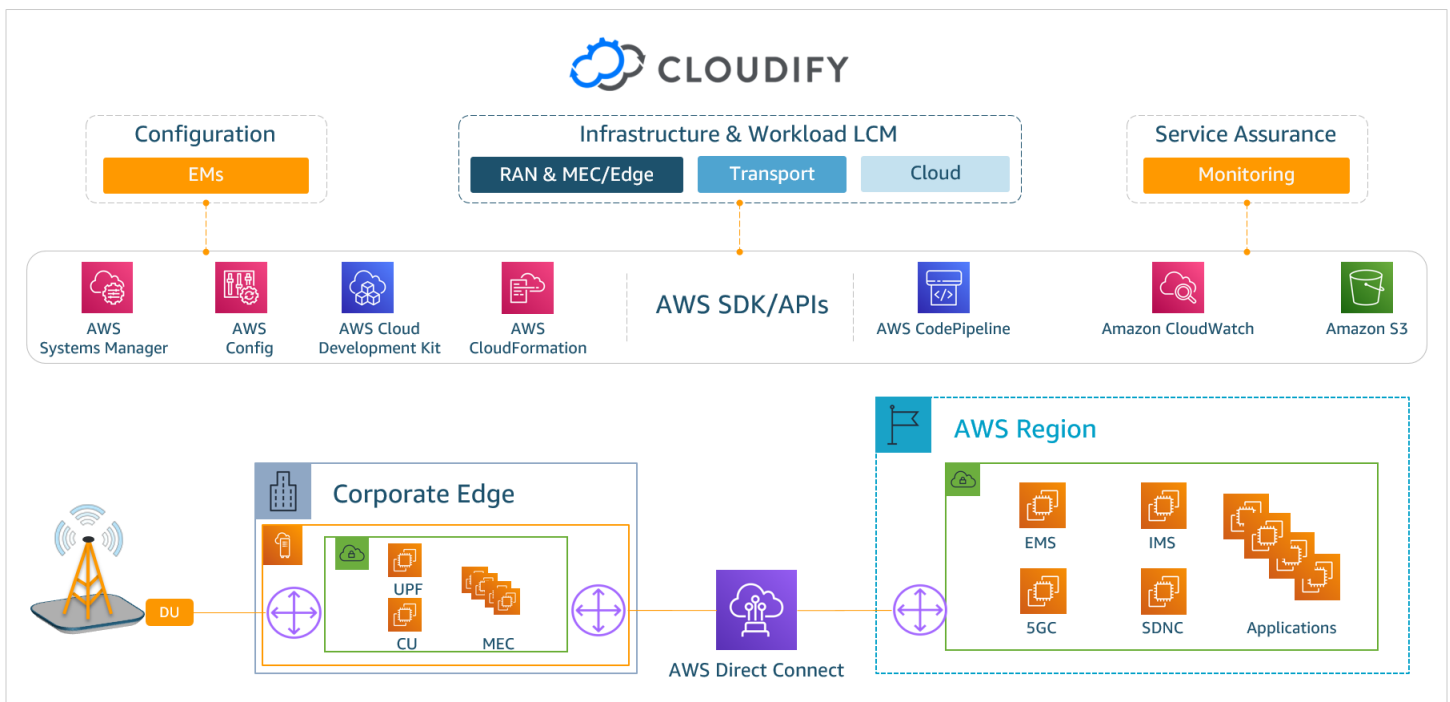 CLOUDIFY
Configuration
EMs
Infrastructure & Workload LCM
RAN & MEC/Edge
Transport
Cloud
Service Assurance
Monitoring
AWS
Systems Manager
AWS
Config
AWS Cloud
Development Kit
AWS
CloudFormation
AWS SDK/APIs
AWS CodePipeline
Amazon CloudWatch
Amazon S3
DU
Corporate Edge
UPF
CU
MEC
AWS Direct Connect
AWS Region
EMS
IMS
5GC
SDNC
Applications